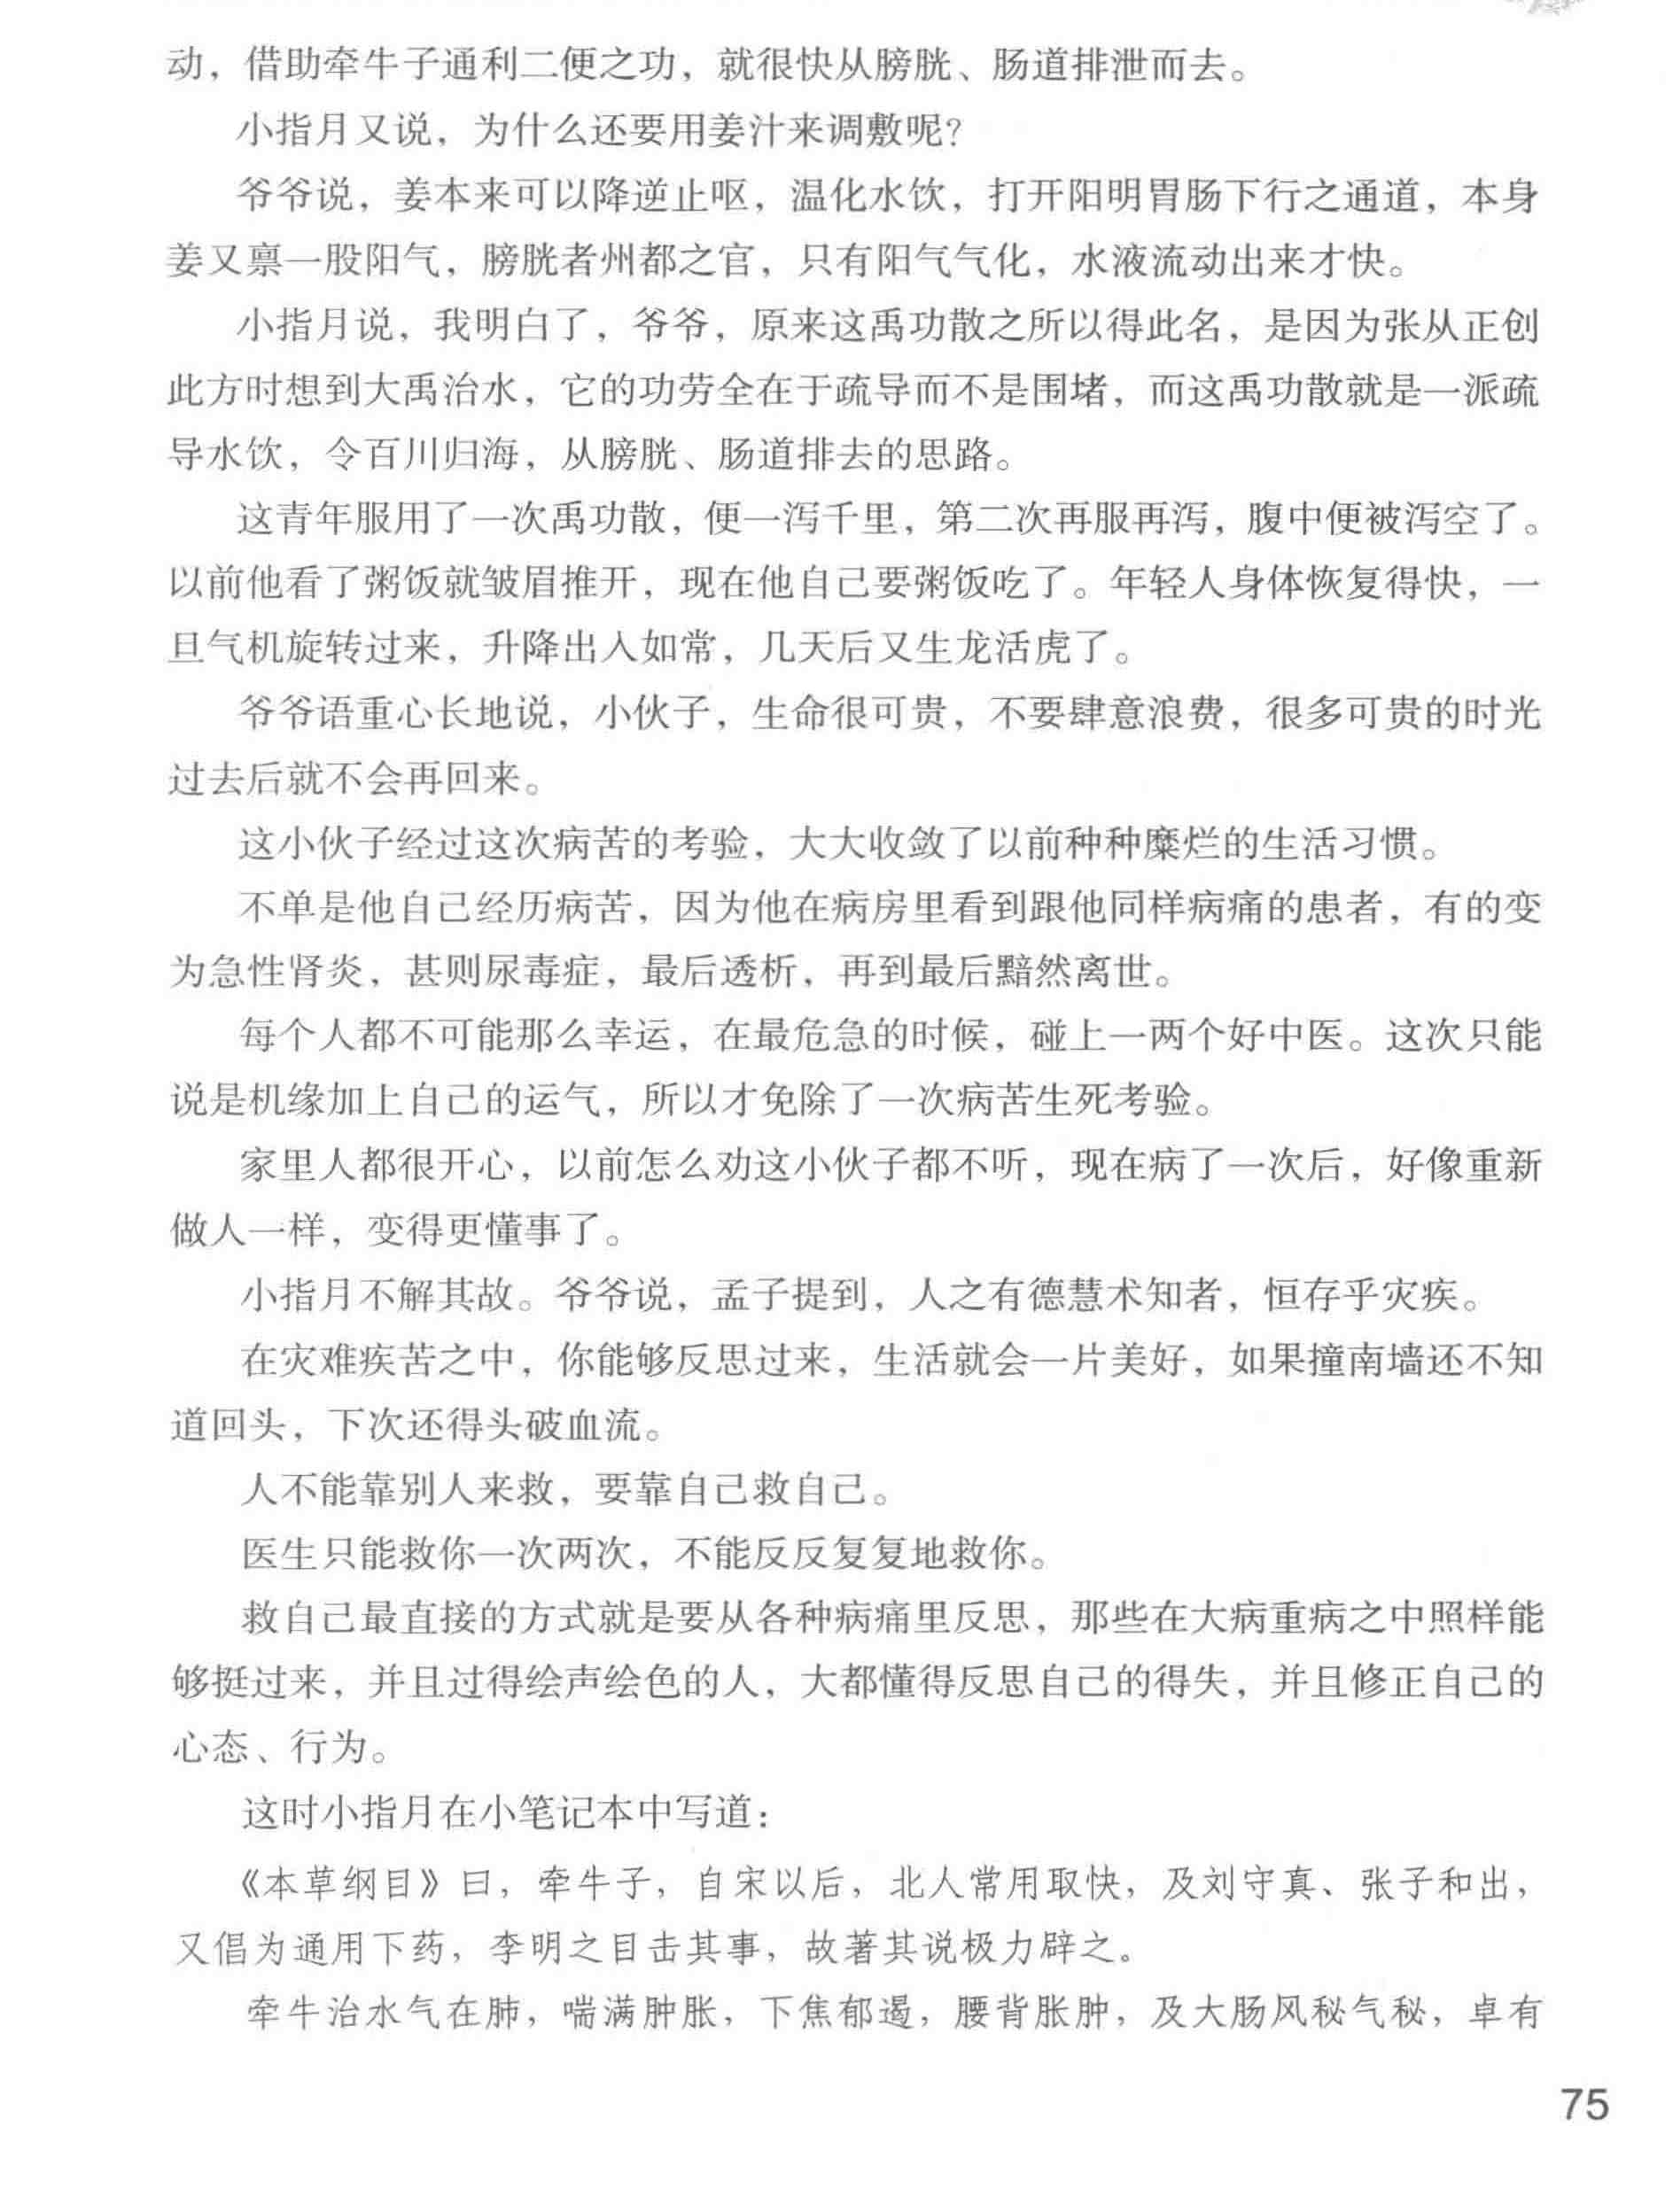 动，借助牵牛子通利二便之功，就很快从膀胱、肠道排泄而去。
小指月又说，为什么还要用姜汁来调敷呢？
爷爷说，姜本来可以降逆止呕，温化水饮，打开阳明胃肠下行之通道，本身
姜又禀一股阳气，膀胱者州都之官，只有阳气气化，水液流动出来才快。
小指月说，我明白了，爷爷，原来这禹功散之所以得此名，是因为张从正创
此方时想到大禹治水，它的功劳全在于疏导而不是围堵，而这禹功散就是一派疏
导水饮，令百川归海，从膀胱、肠道排去的思路。
这青年服用了一次禹功散，便一泻千里，第二次再服再泻，腹中便被泻空了。
以前他看了粥饭就皱眉推开，现在他自己要粥饭吃了。年轻人身体恢复得快，一
旦气机旋转过来，升降出入如常，几天后又生龙活虎了。
爷爷语重心长地说，小伙子，生命很可贵，不要肆意浪费，很多可贵的时光
过去后就不会再回来。
这小伙子经过这次病苦的考验，大大收敛了以前种种糜烂的生活习惯。
不单是他自己经历病苦，因为他在病房里看到跟他同样病痛的患者，有的变
为急性肾炎，甚则尿毒症，最后透析，再到最后黯然离世。
每个人都不可能那么幸运，在最危急的时候，碰上一两个好中医。这次只能
说是机缘加上自己的运气，所以才免除了一次病苦生死考验。
家里人都很开心，以前怎么劝这小伙子都不听，现在病了一次后，好像重新
做人一样，变得更懂事了。
小指月不解其故。爷爷说，孟子提到，人之有德慧术知者，恒存乎灾疾。
在灾难疾苦之中，你能够反思过来，生活就会一片美好，如果撞南墙还不知
道回头，下次还得头破血流。
人不能靠别人来救，要靠自己救自己。
医生只能救你一次两次，不能反反复复地救你。
救自己最直接的方式就是要从各种病痛里反思，那些在大病重病之中照样能
够挺过来，并且过得绘声绘色的人，大都懂得反思自己的得失，并且修正自己的
心态、行为。
这时小指月在小笔记本中写道：
《本草纲目》曰，牵牛子，自宋以后，北人常用取快，及刘守真、张子和出，
又倡为通用下药，李明之目击其事，故著其说极力辟之。
牵牛治水气在肺，喘满肿胀，下焦郁遏，腰背胀肿，及大肠风秘气秘，卓有
75